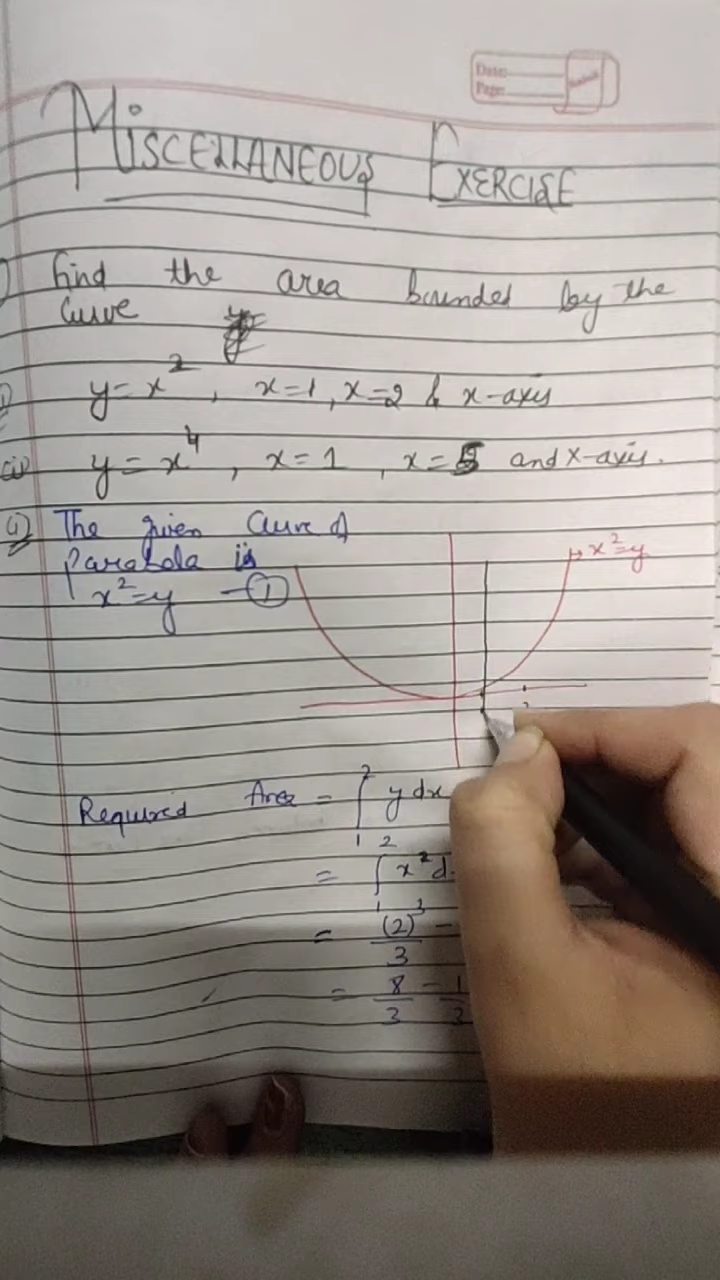 Date:
Page:
MISCELLANEOUS EXERCISE
Find the area bounded by the
Curve
(i) y=x², x=1, x=2 & x-axis
(ii) y=x⁴, x=1, x=5 and X-axis.
(i) The given Curve of
Parabola is
x²=y —①
x²=y
2
Required Area = ∫₁² y dx
= ∫₁² x² d
= (2)³/3 -
= 8/3 - 1/3